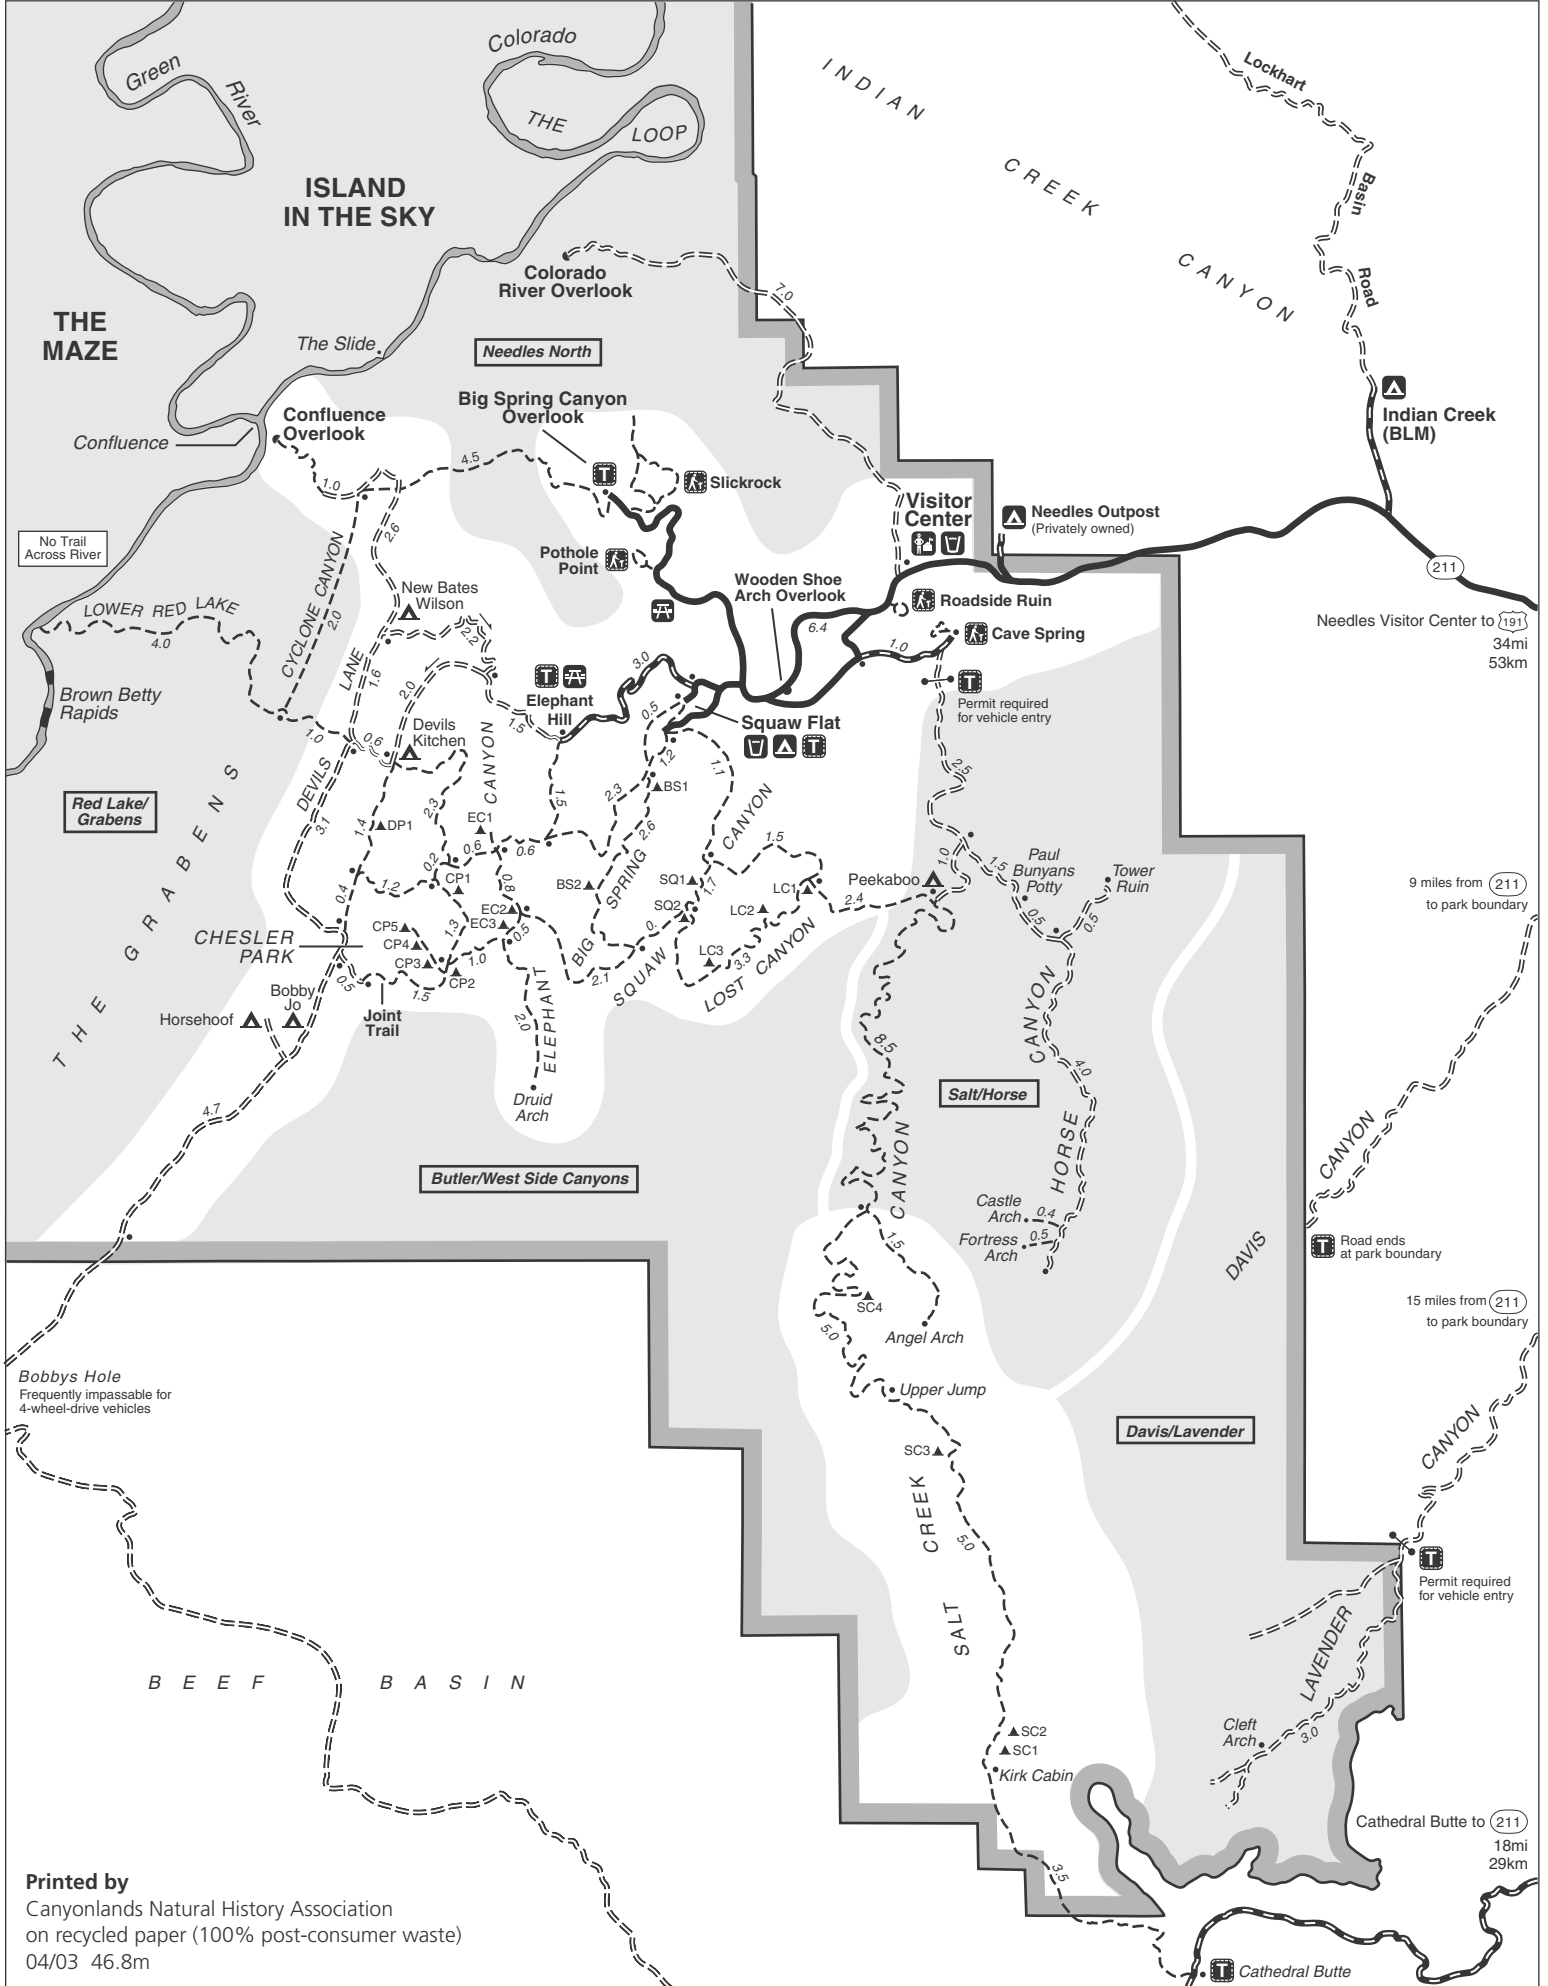 Colorado
Green
River
THE
LOOP
INDIAN
CREEK
CANYON
Lockhart
Basin
Road
ISLAND
IN THE SKY
THE
MAZE
Colorado
River Overlook
7.0
The Slide
Needles North
Big Spring Canyon
Overlook
Confluence
Overlook
Confluence
Indian Creek
(BLM)
4.5
1.0
T
Slickrock
Visitor
Center
Needles Outpost
(Privately owned)
211
No Trail
Across River
2.6
CYCLONE CANYON
2.0
Pothole
Point
New Bates
Wilson
Wooden Shoe
Arch Overlook
Roadside Ruin
Cave Spring
6.4
1.0
Needles Visitor Center to 191
34mi
53km
LOWER RED LAKE
4.0
2.2
LANE
1.6
2.0
3.0
T
Elephant
Hill
T
Permit required
for vehicle entry
Brown Betty
Rapids
1.0
0.6
Devils
Kitchen
CANYON
1.5
0.5
Squaw Flat
T
1.2
1.1
2.5
Red Lake/
Grabens
THE GRABENS
DEVILS
3.1
1.4
DP1
2.3
EC1
1.5
2.3
BS1
2.6
CANYON
1.5
0.2
0.6
0.6
CP1
1.2
0.4
0.8
BS2
SPRING
SQ1
1.7
SQ2
LC1
LC2
Peekaboo
2.4
1.0
1.5
Paul
Bunyans
Potty
0.5
Tower
Ruin
0.5
9 miles from 211
to park boundary
CHESLER
PARK
CP5
CP4
CP3
CP2
1.3
EC2
EC3
0.5
1.0
BIG
2.1
SQUAW
0.
LC3
3.3
LOST CANYON
0.5
1.5
Joint
Trail
Bobby
Jo
Horsehoof
2.0
ELEPHANT
Druid
Arch
4.7
8.5
CANYON
4.0
Salt/Horse
HORSE
CANYON
Butler/West Side Canyons
CANYON
Castle
Arch
0.4
Fortress
Arch
0.5
DAVIS
T
Road ends
at park boundary
1.5
SC4
5.0
Angel Arch
15 miles from 211
to park boundary
Bobbys Hole
Frequently impassable for
4-wheel-drive vehicles
Upper Jump
Davis/Lavender
CANYON
SC3
CREEK
5.0
SALT
T
Permit required
for vehicle entry
LAVENDER
BEEF BASIN
SC2
SC1
Kirk Cabin
Cleft
Arch
3.0
Cathedral Butte to 211
18mi
29km
3.5
Printed by
Canyonlands Natural History Association
on recycled paper (100% post-consumer waste)
04/03 46.8m
T
Cathedral Butte